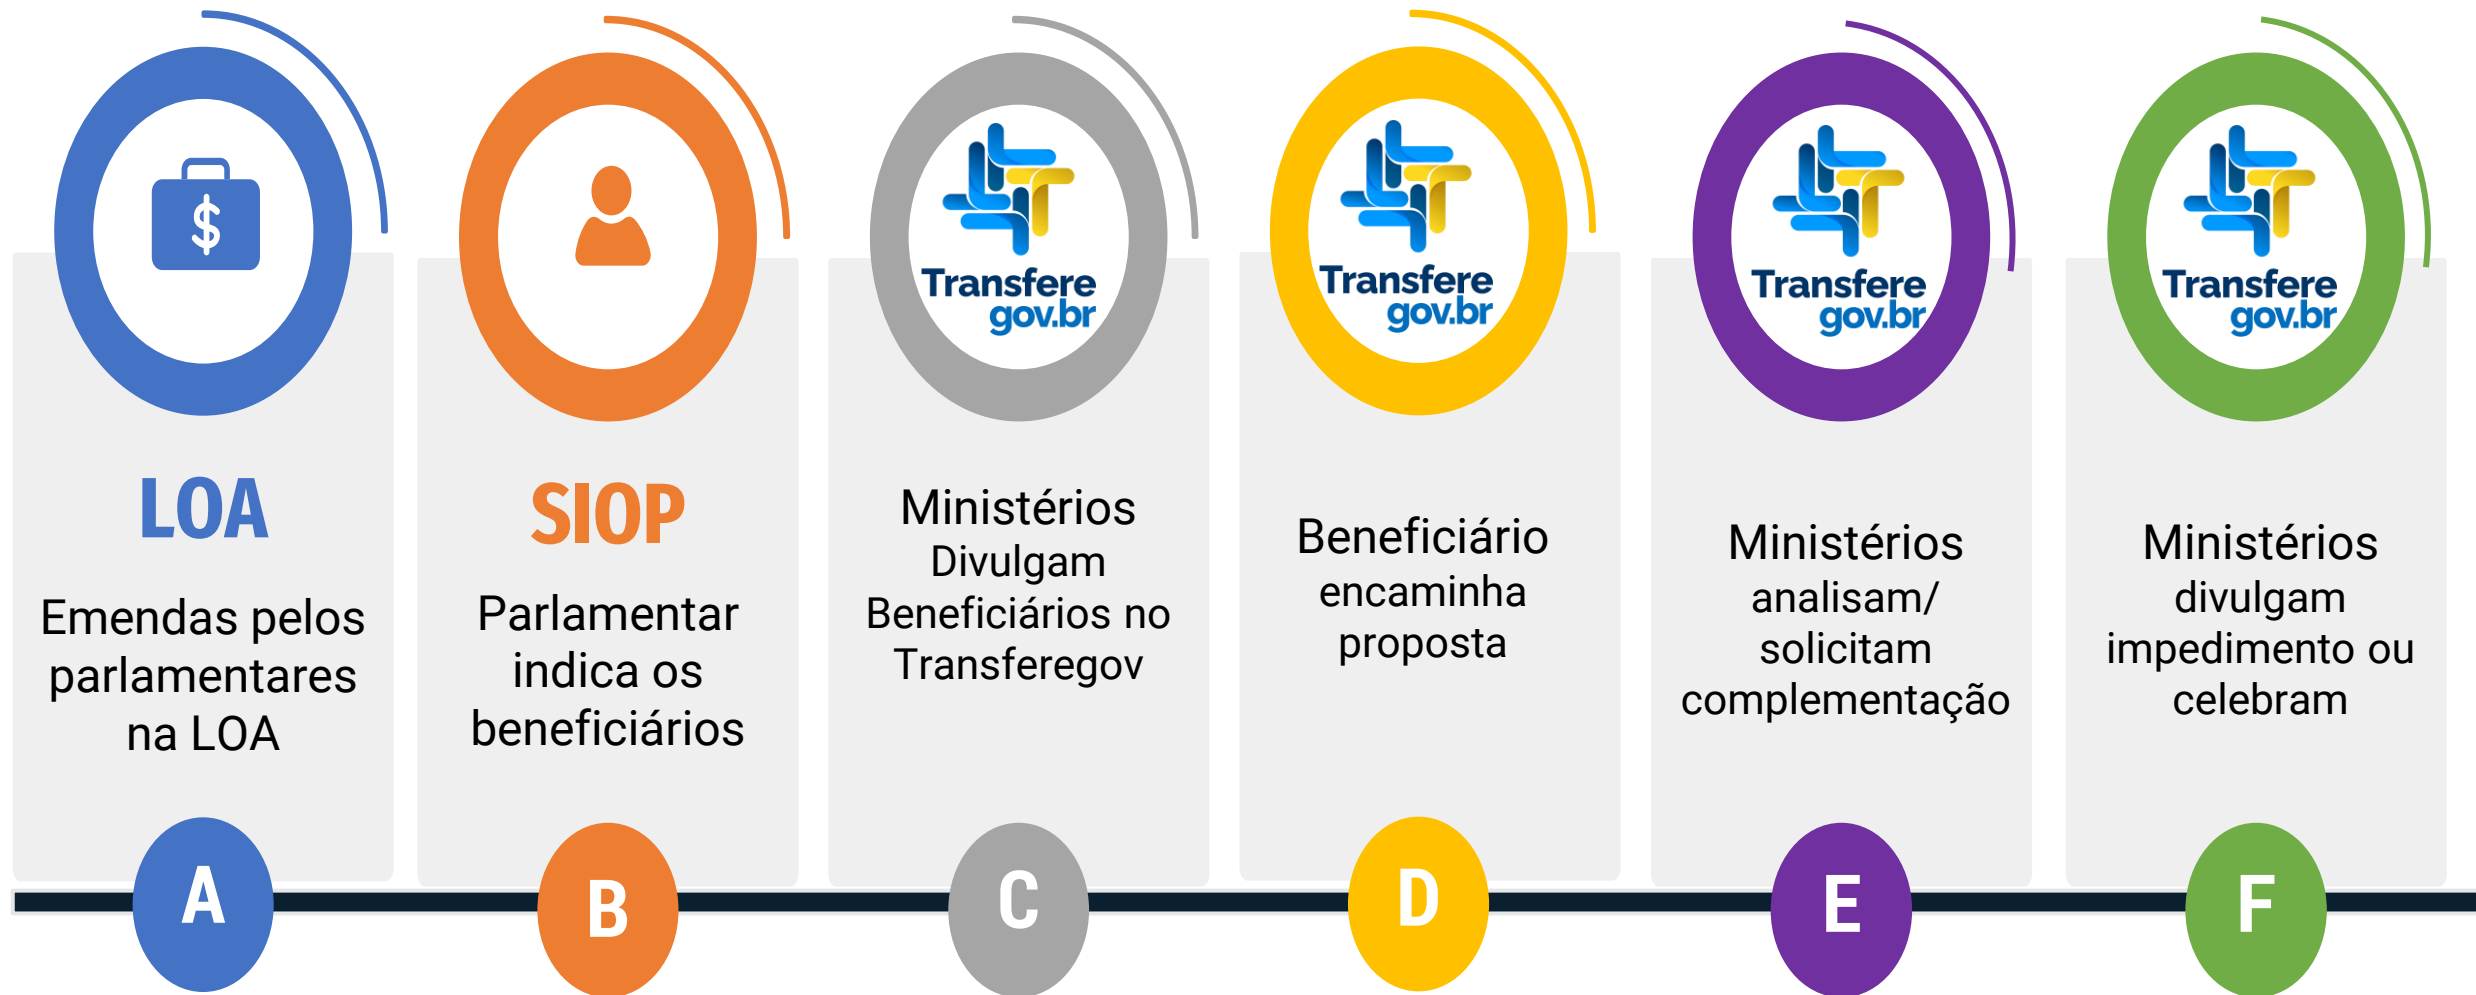 $
LOA
Emendas pelos
parlamentares
na LOA
A
SIOP
Parlamentar
indica os
beneficiários
B
Transfere
gov.br
Ministérios
Divulgam
Beneficiários no
Transferegov
C
Transfere
gov.br
Beneficiário
encaminha
proposta
D
Transfere
gov.br
Ministérios
analisam/
solicitam
complementação
E
Transfere
gov.br
Ministérios
divulgam
impedimento ou
celebram
F